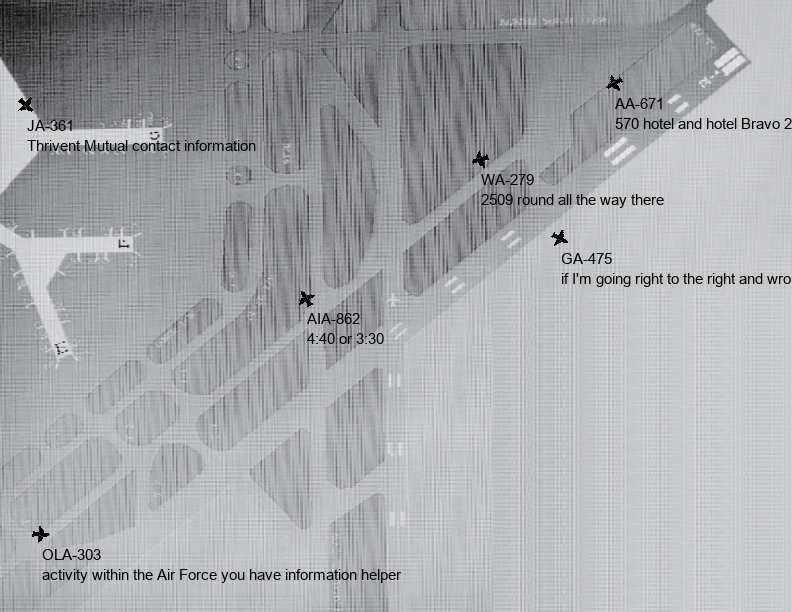 AA-671
570 hotel and hotel Bravo 2
JA-361
Thrivent Mutual contact information
WA-279
2509 round all the way there
GA-475
if I'm going right to the right and wro
AIA-862
4:40 or 3:30
OLA-303
activity within the Air Force you have information helper